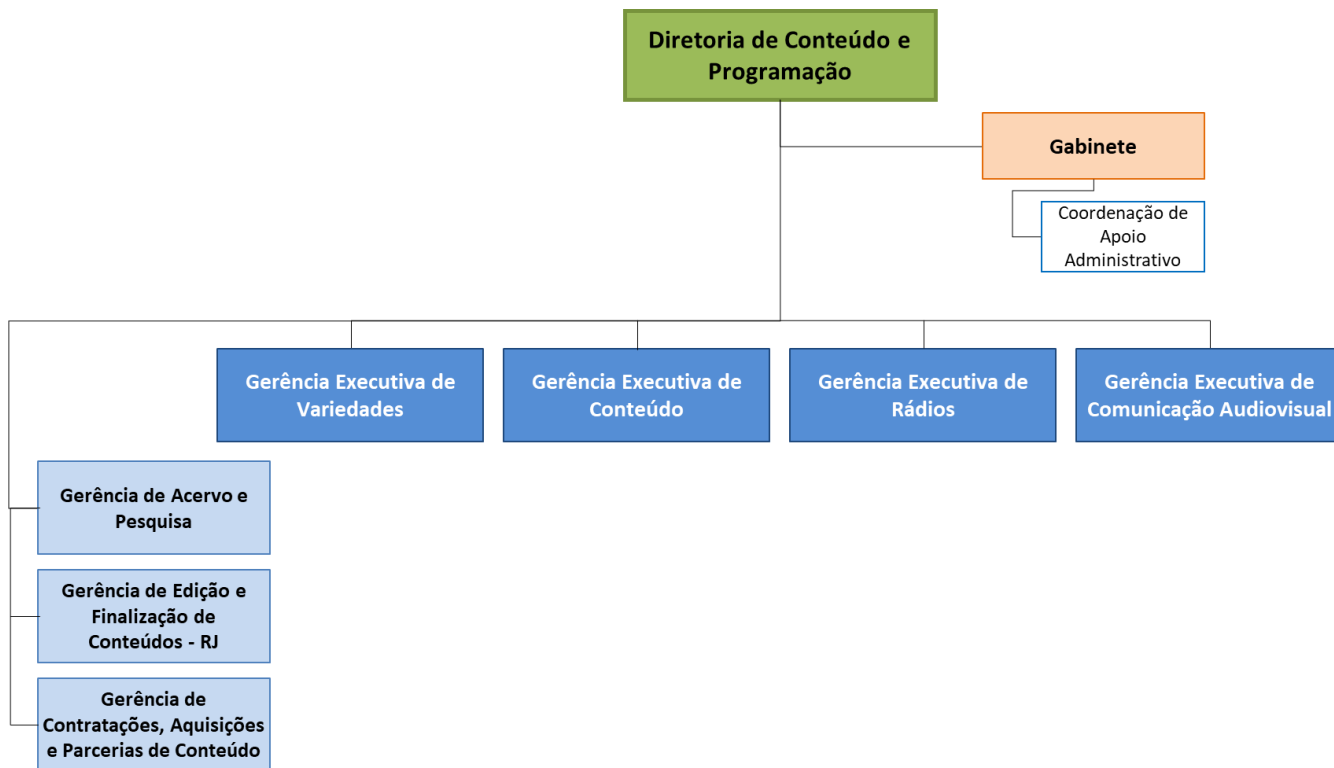 Diretoria de Conteúdo e
Programação
Gabinete
Coordenação de
Apoio
Administrativo
Gerência Executiva de
Variedades
Gerência Executiva de
Conteúdo
Gerência Executiva de
Rádios
Gerência Executiva de
Comunicação Audiovisual
Gerência de Acervo e
Pesquisa
Gerência de Edição e
Finalização de
Conteúdos - RJ
Gerência de
Contratações, Aquisições
e Parcerias de Conteúdo